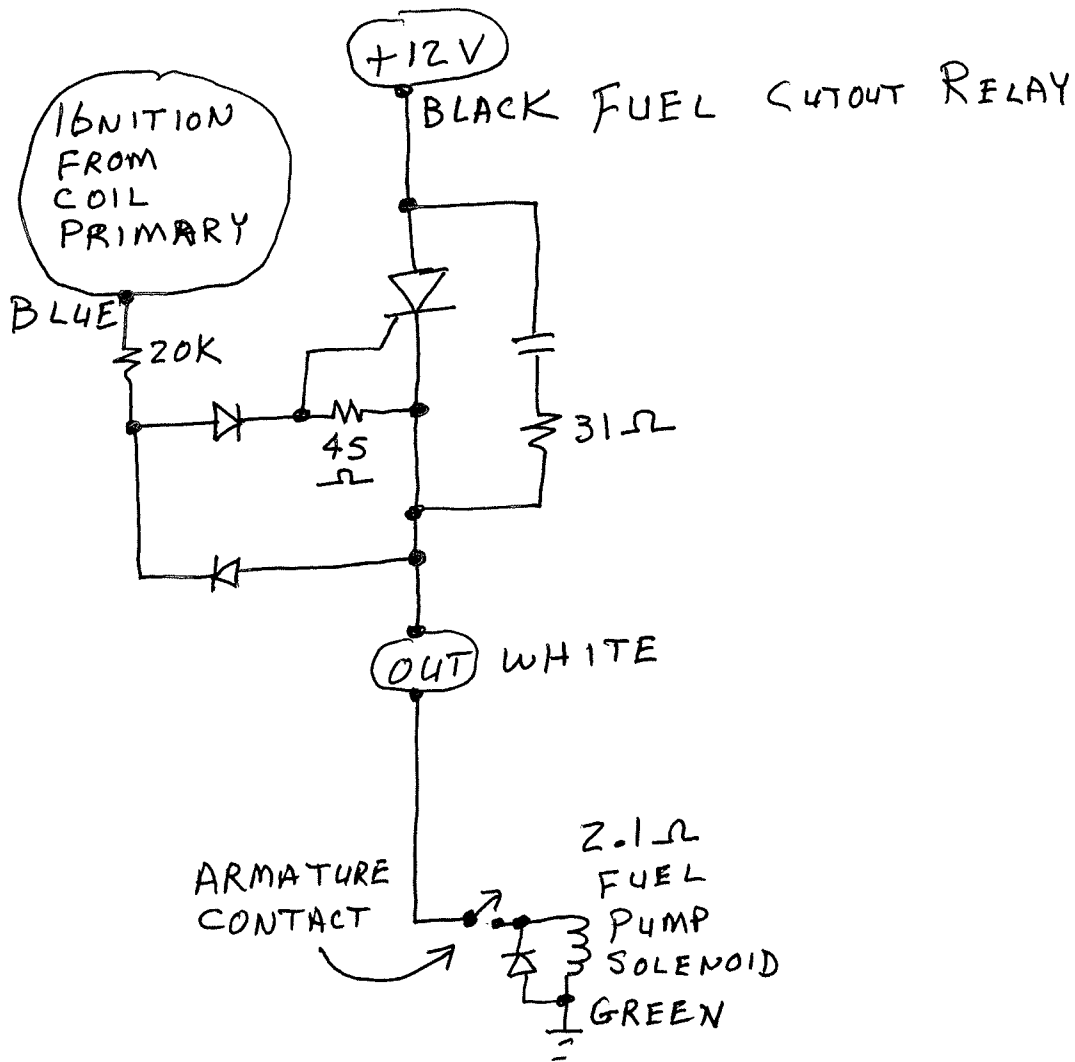 +12V
BLACK FUEL CUTOUT RELAY
IGNITION
FROM
COIL
PRIMARY
BLUE
20K
45
Ω
31Ω
OUT WHITE
2.1Ω
FUEL
PUMP
SOLENOID
GREEN
ARMATURE
CONTACT